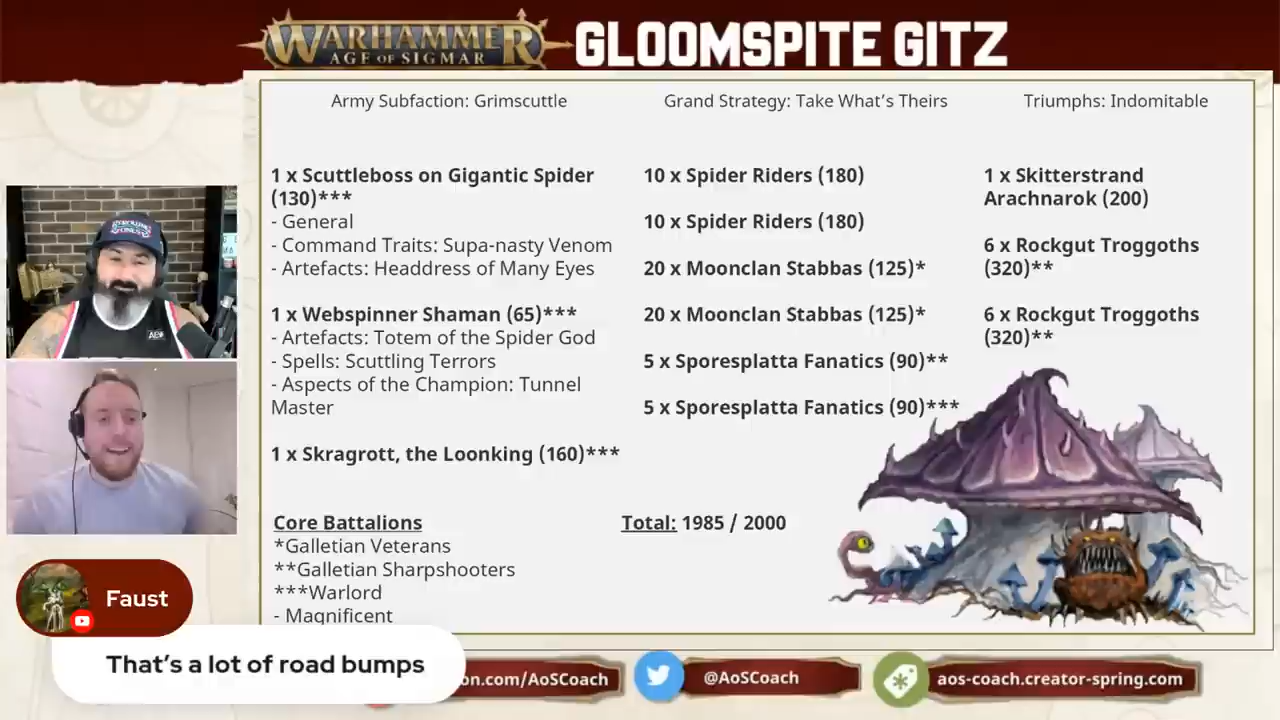 WARHAMMER
AGE OF SIGMAR
GLOOMSPITE GITZ
Army Subfaction: Grimscuttle
Grand Strategy: Take What's Theirs
Triumphs: Indomitable
1 x Scuttleboss on Gigantic Spider
(130)***
- General
- Command Traits: Supa-nasty Venom
- Artefacts: Headdress of Many Eyes
1 x Webspinner Shaman (65)***
- Artefacts: Totem of the Spider God
- Spells: Scuttling Terrors
- Aspects of the Champion: Tunnel
Master
1 x Skragrott, the Loonking (160)***
10 x Spider Riders (180)
10 x Spider Riders (180)
20 x Moonclan Stabbas (125)*
20 x Moonclan Stabbas (125)*
5 x Sporesplatta Fanatics (90)**
5 x Sporesplatta Fanatics (90)***
1 x Skitterstrand
Arachnarok (200)
6 x Rockgut Troggoths
(320)**
6 x Rockgut Troggoths
(320)**
Core Battalions
*Galletian Veterans
**Galletian Sharpshooters
***Warlord
- Magnificent
Total: 1985 / 2000
Faust
That's a lot of road bumps
on.com/AoSCoach
@AoSCoach
aos-coach.creator-spring.com